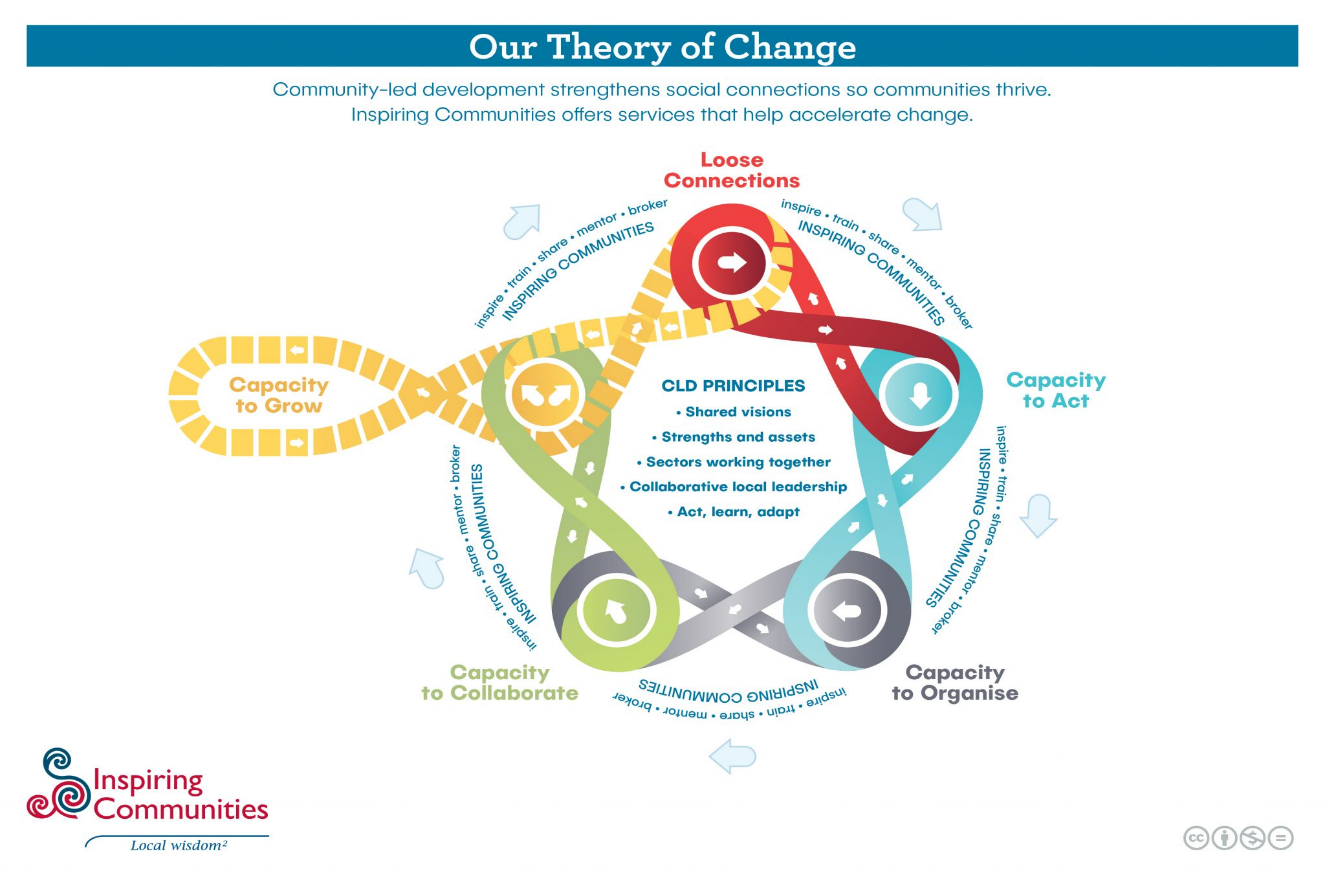 Our Theory of Change
Community-led development strengthens social connections so communities thrive.
Inspiring Communities offers services that help accelerate change.
Loose
Connections
inspire • train • share • mentor • broker
INSPIRING COMMUNITIES
inspire • train • share • mentor • broker
INSPIRING COMMUNITIES
Capacity
to Grow
CLD PRINCIPLES
• Shared visions
• Strengths and assets
• Sectors working together
• Collaborative local leadership
• Act, learn, adapt
Capacity
to Act
inspire • train • share • mentor • broker
INSPIRING COMMUNITIES
inspire • train • share • mentor • broker
INSPIRING COMMUNITIES
Capacity
to Collaborate
Capacity
to Organise
INSPIRING COMMUNITIES
inspire • train • share • mentor • broker
Inspiring
Communities
Local wisdom²
cc